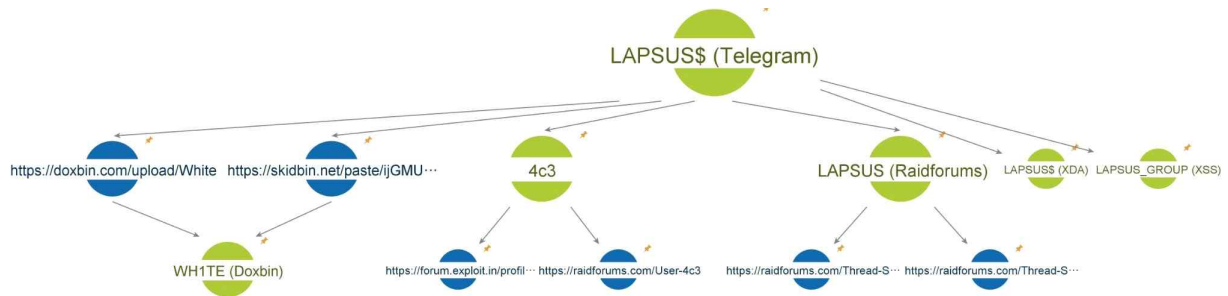 LAPSUS$ (Telegram)
https://doxbin.com/upload/White
https://skidbin.net/paste/ijGMU…
4c3
LAPSUS (Raidforums)
LAPSUS$ (XDA)
LAPSUS_GROUP (XSS)
WH1TE (Doxbin)
https://forum.exploit.in/profil…
https://raidforums.com/User-4c3
https://raidforums.com/Thread-S…
https://raidforums.com/Thread-S…